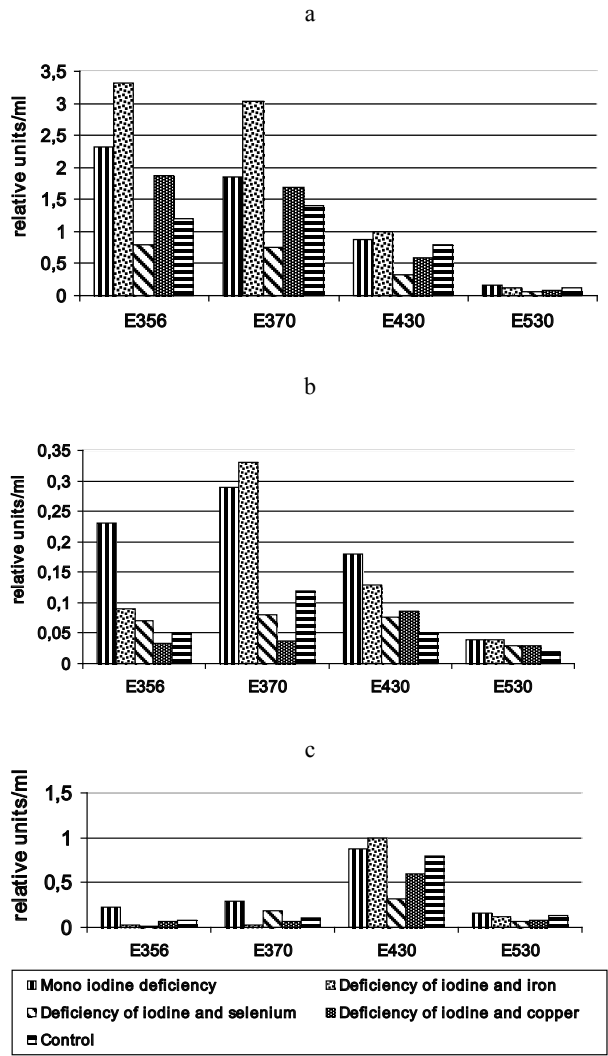 a
relative units/ml
3,5
3
2,5
2
1,5
1
0,5
0
E356 E370 E430 E530
b
relative units/ml
0,35
0,3
0,25
0,2
0,15
0,1
0,05
0
E356 E370 E430 E530
c
relative units/ml
1,5
1
0,5
0
E356 E370 E430 E530
Mono iodine deficiency Deficiency of iodine and iron
Deficiency of iodine and selenium Deficiency of iodine and copper
Control